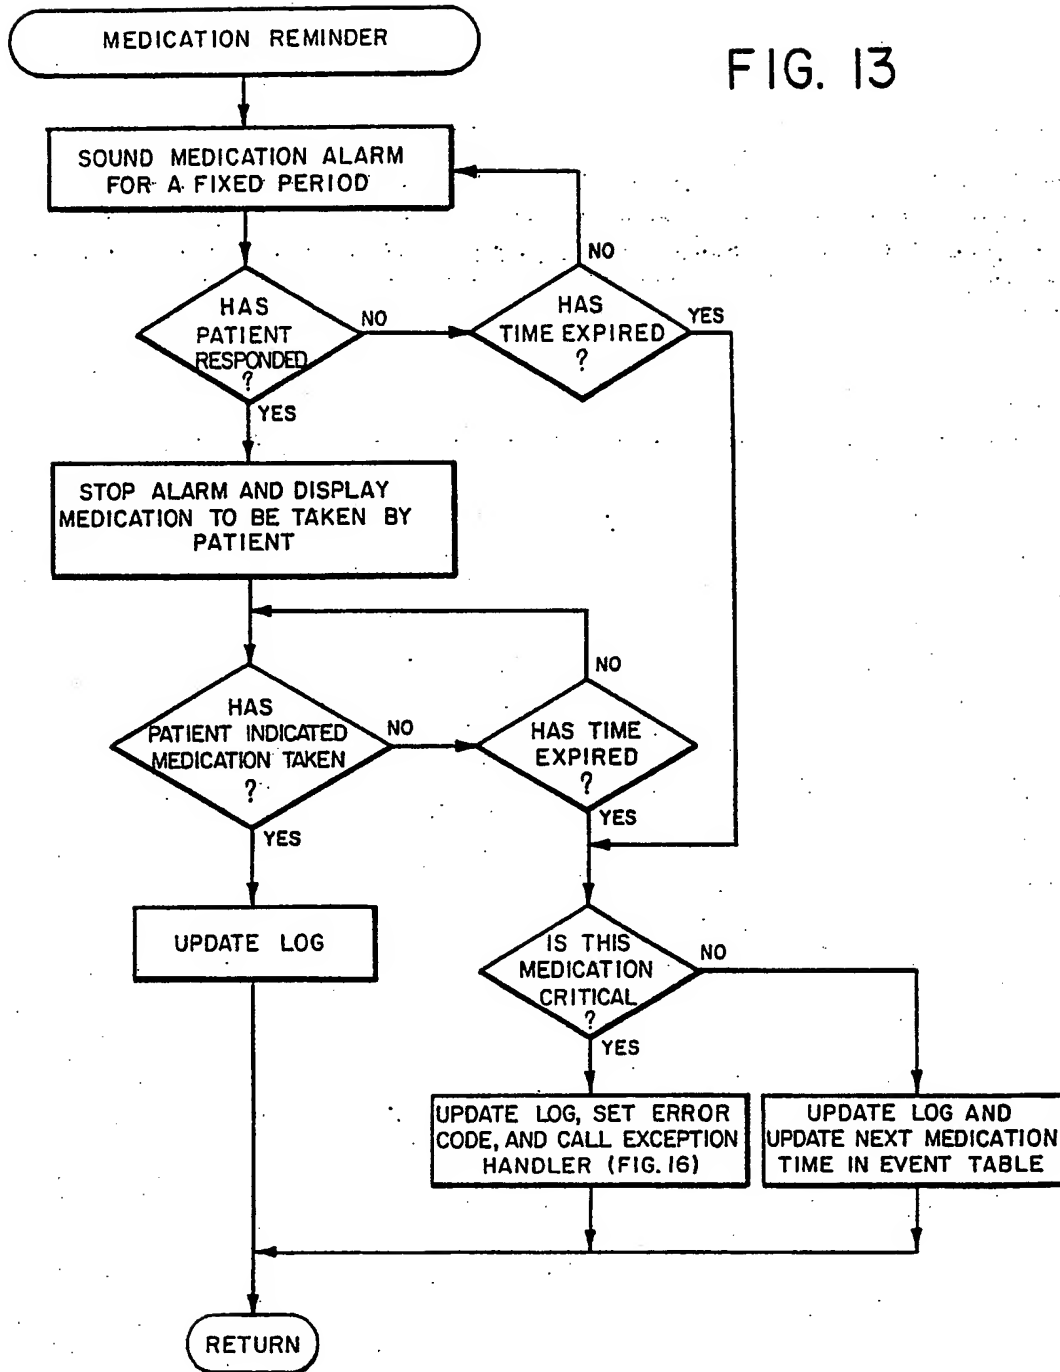 MEDICATION REMINDER
FIG. 13
SOUND MEDICATION ALARM
FOR A FIXED PERIOD
NO
HAS
PATIENT
RESPONDED
?
NO
HAS
TIME EXPIRED
?
YES
YES
STOP ALARM AND DISPLAY
MEDICATION TO BE TAKEN BY
PATIENT
NO
HAS
PATIENT INDICATED
MEDICATION TAKEN
?
NO
HAS TIME
EXPIRED
?
YES
YES
UPDATE LOG
IS THIS
MEDICATION
CRITICAL
?
NO
YES
UPDATE LOG, SET ERROR
CODE, AND CALL EXCEPTION
HANDLER (FIG. 16)
UPDATE LOG AND
UPDATE NEXT MEDICATION
TIME IN EVENT TABLE
RETURN